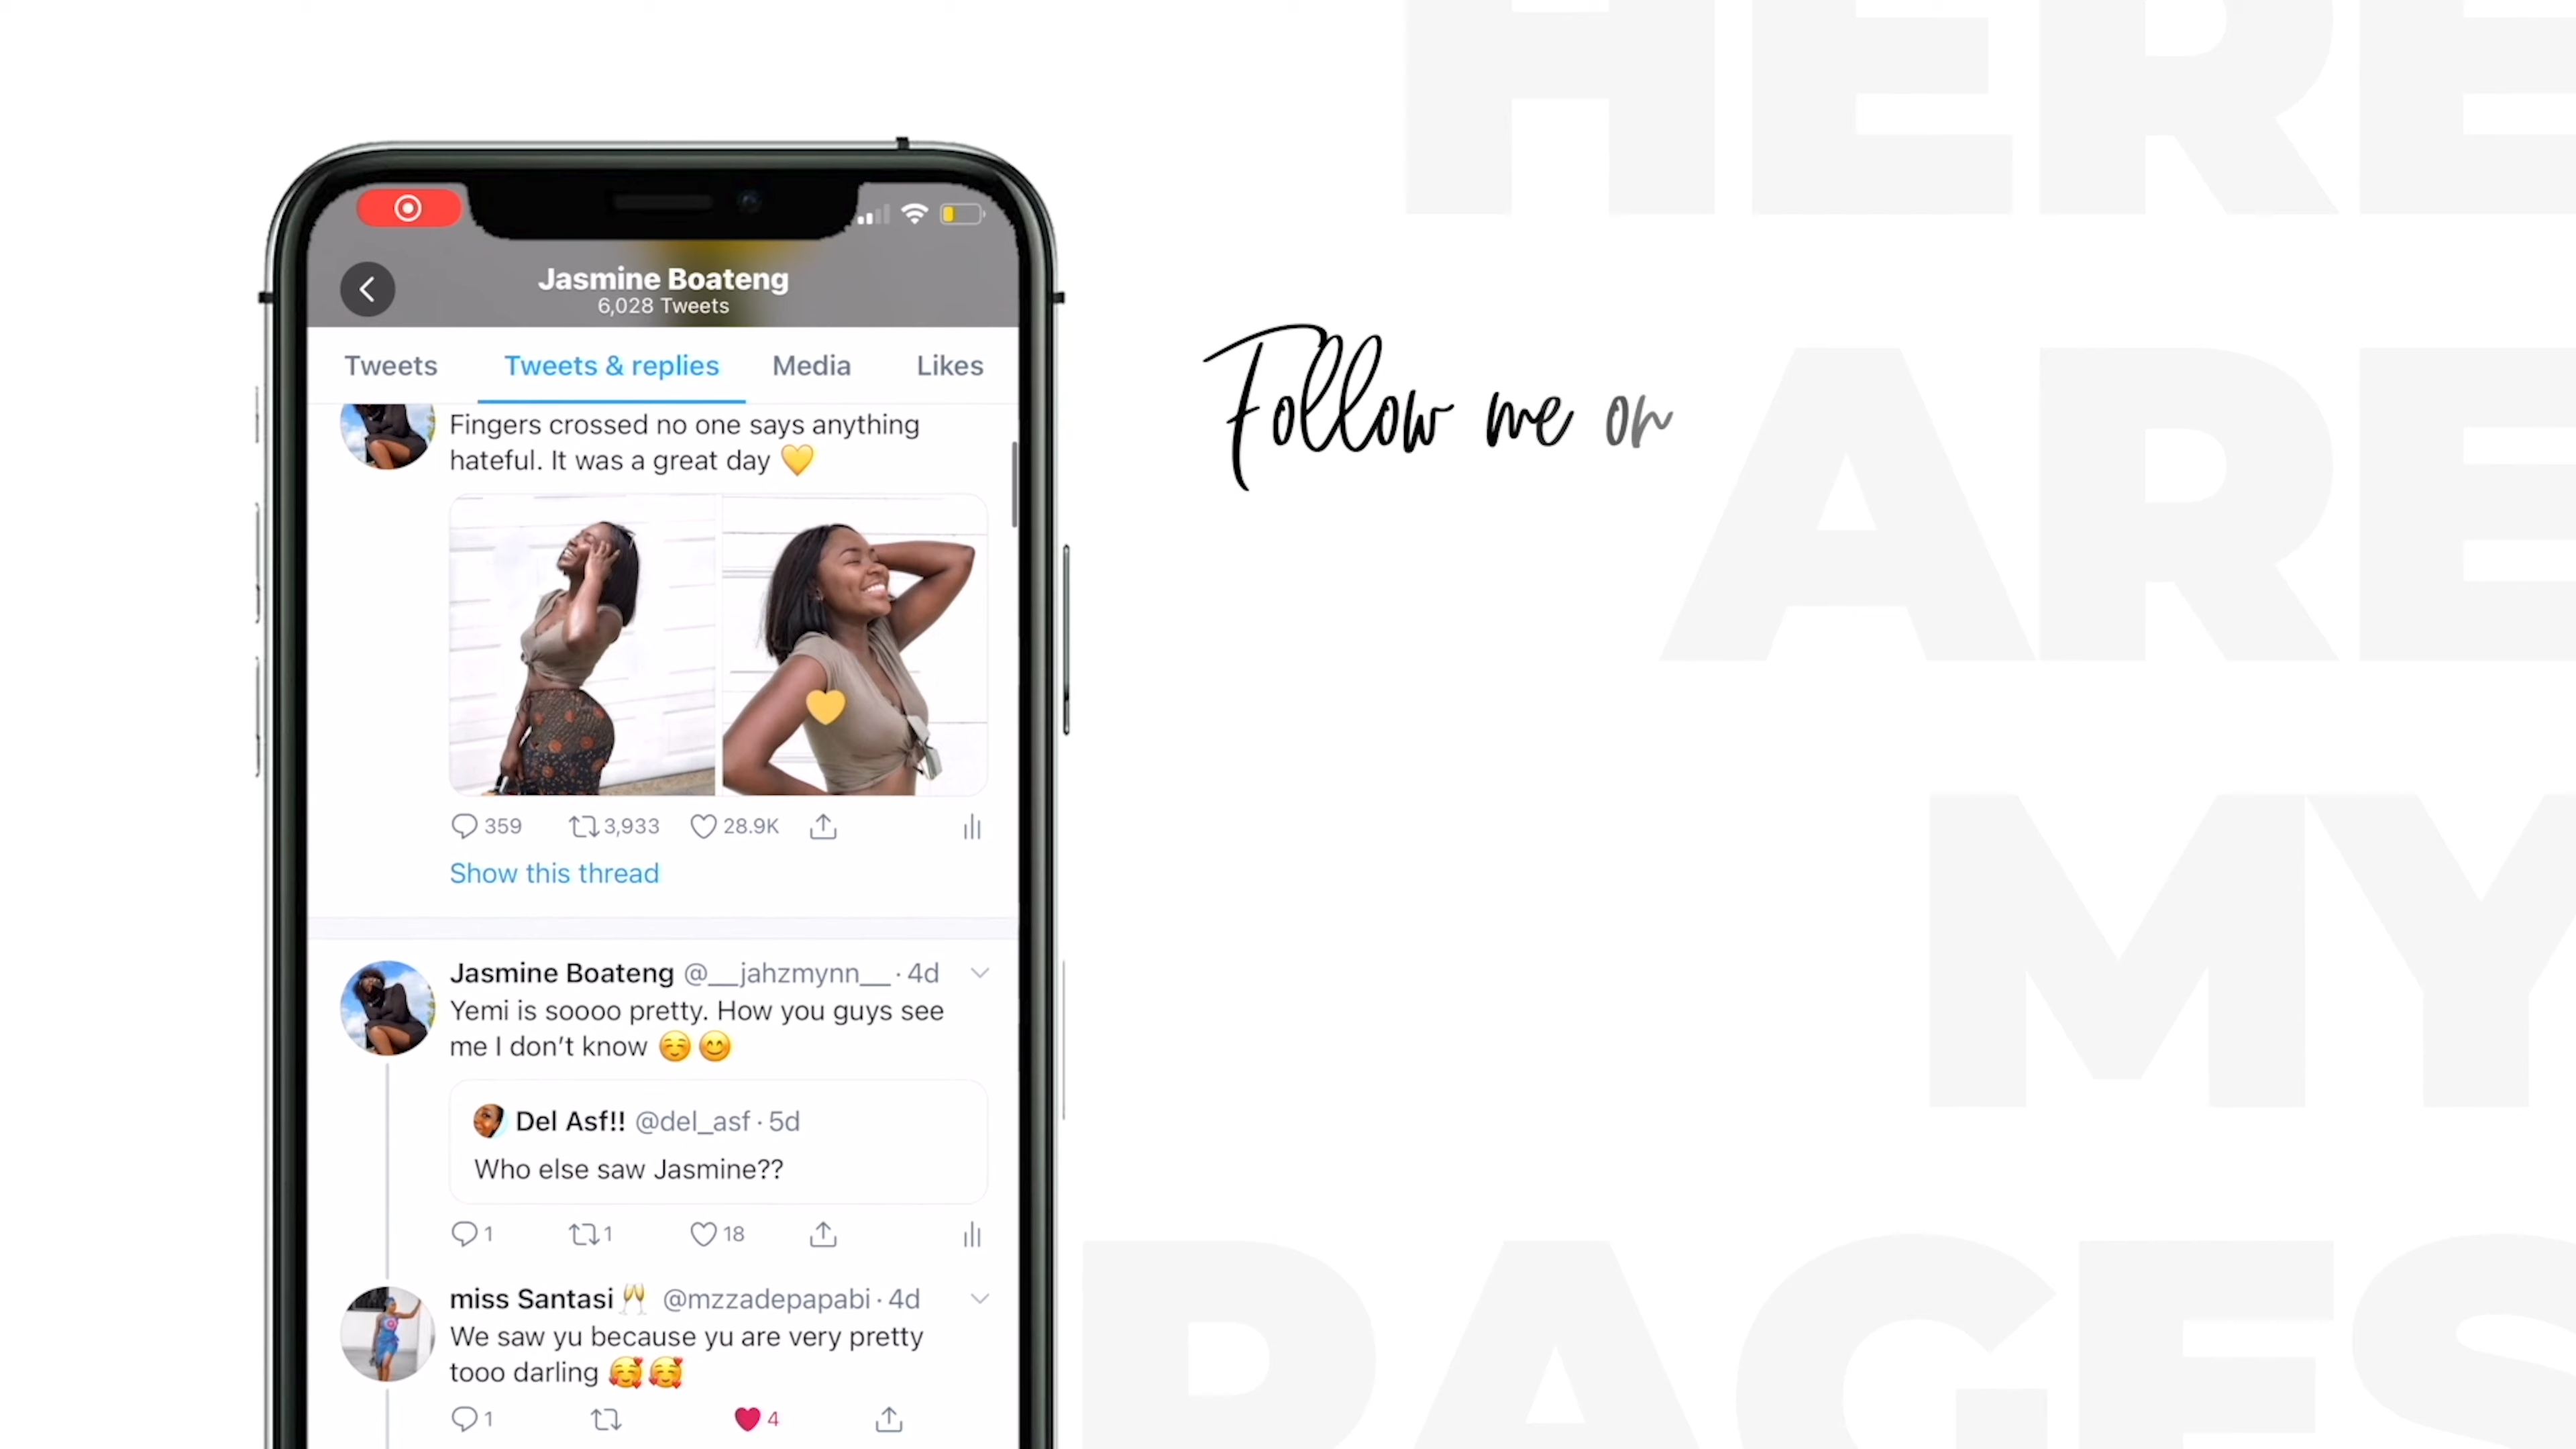 HERE
ARE
MY
PAGES
Follow me on
Jasmine Boateng
6,028 Tweets
Tweets Tweets & replies Media Likes
Fingers crossed no one says anything
hateful. It was a great day 💛
359 3,933 28.9K
Show this thread
Jasmine Boateng @__jahzmynn__ · 4d
Yemi is soooo pretty. How you guys see
me I don't know ☺️ 😊
Del Asf!! @del_asf · 5d
Who else saw Jasmine??
1 1 18
miss Santasi🥂 @mzzadepapabi · 4d
We saw yu because yu are very pretty
tooo darling 🥰 🥰
1 4